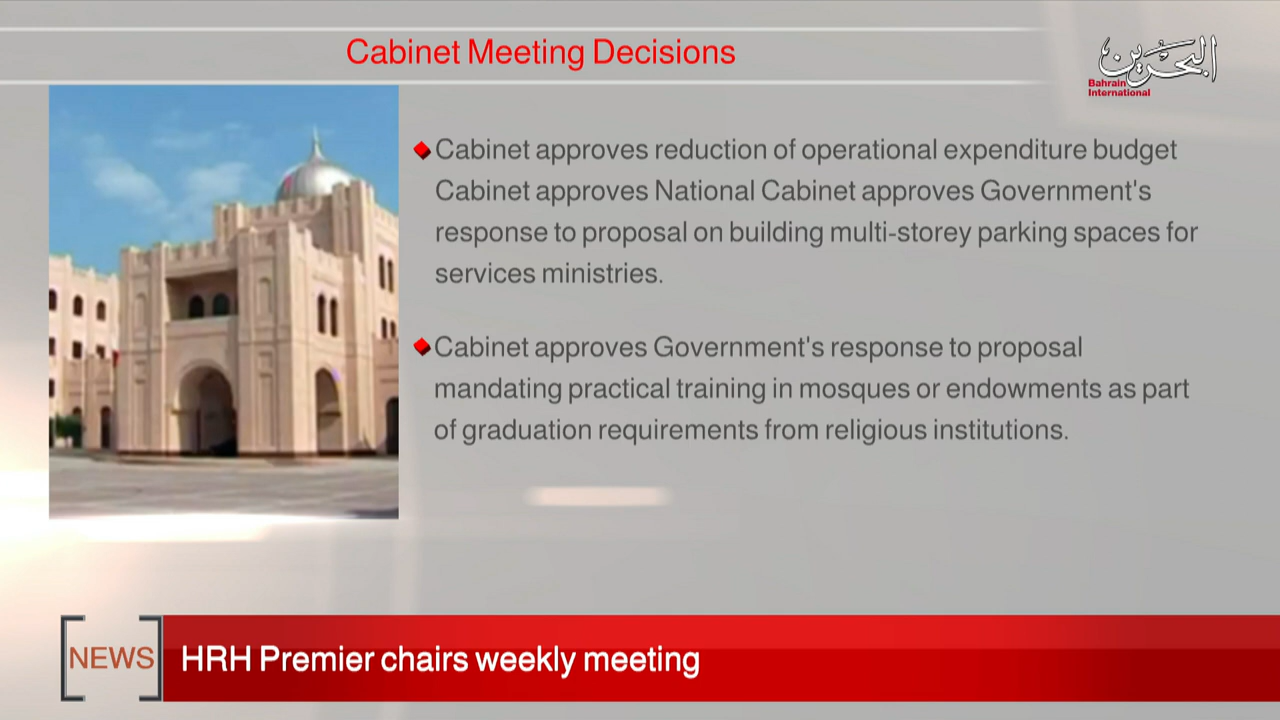 Cabinet Meeting Decisions
البحرين
Bahrain
International
Cabinet approves reduction of operational expenditure budget
Cabinet approves National Cabinet approves Government's
response to proposal on building multi-storey parking spaces for
services ministries.
Cabinet approves Government's response to proposal
mandating practical training in mosques or endowments as part
of graduation requirements from religious institutions.
NEWS
HRH Premier chairs weekly meeting